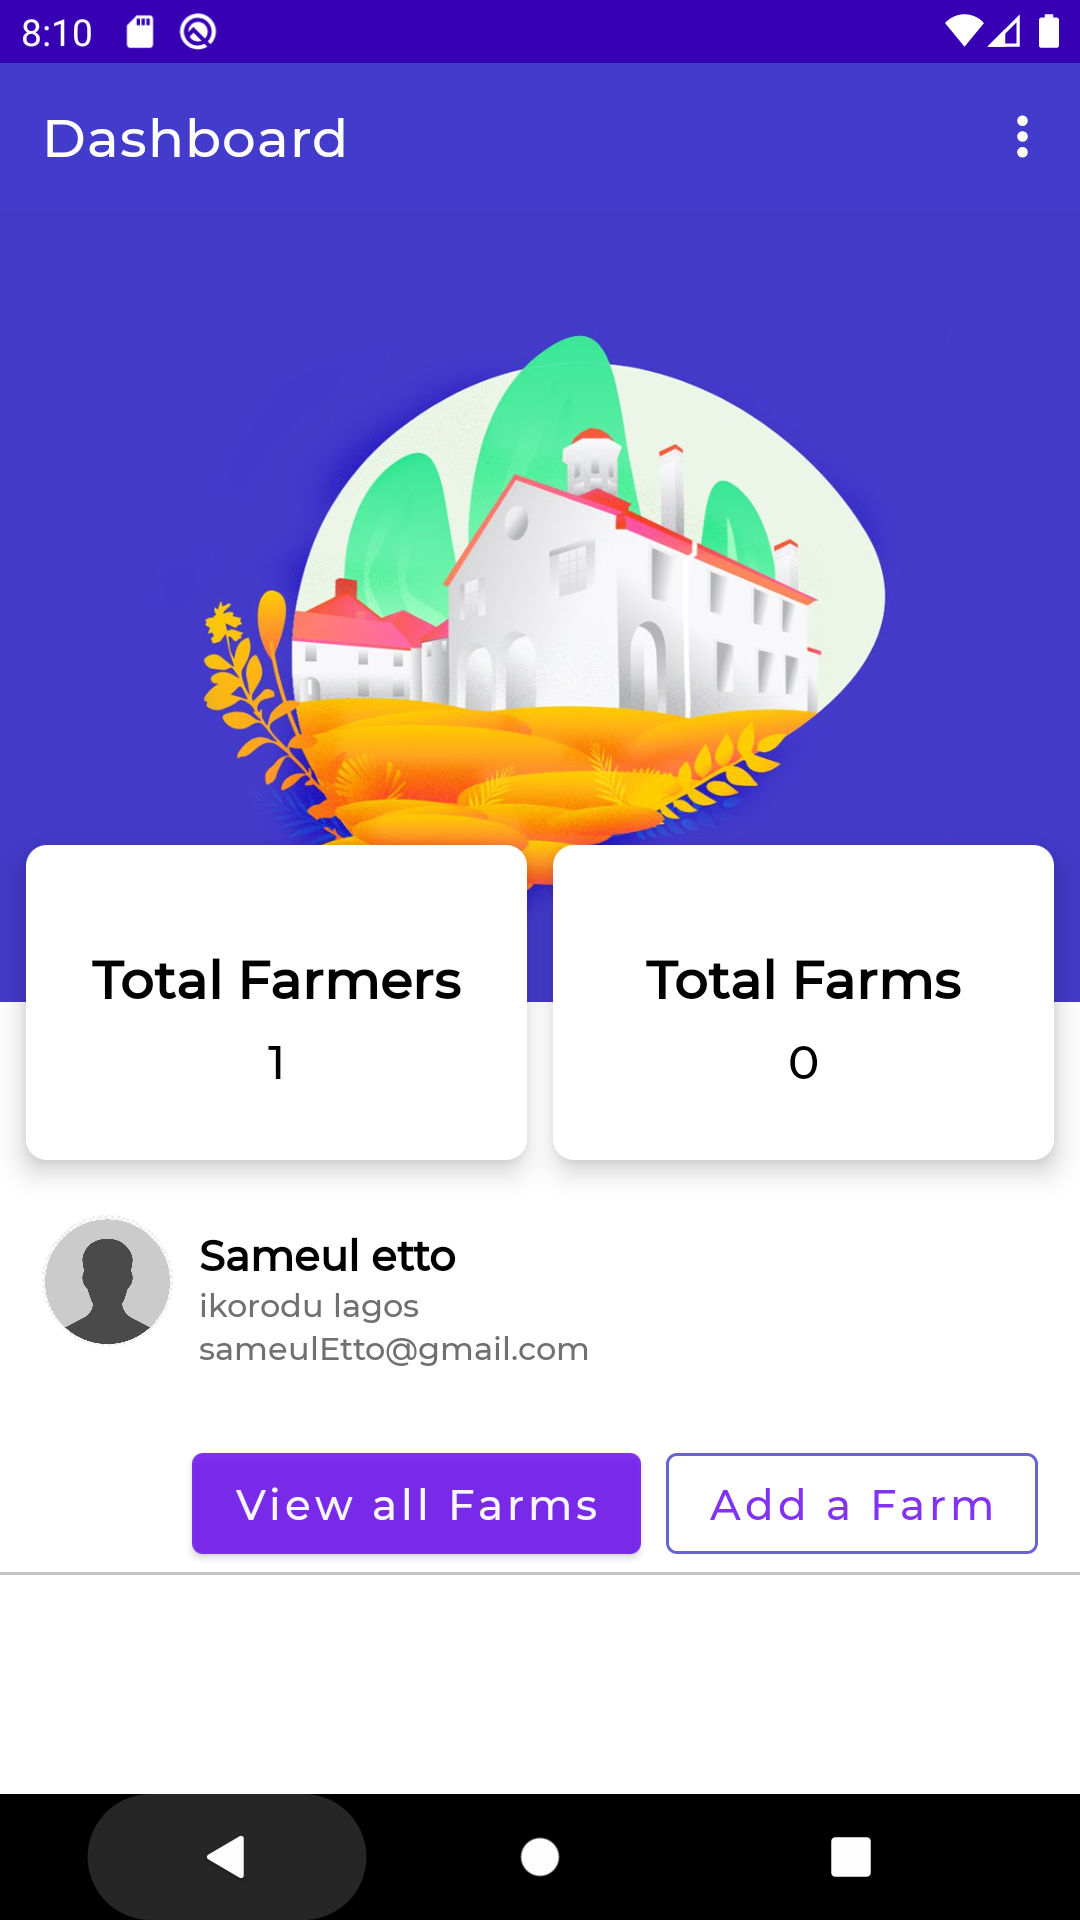 8:10
Dashboard
Total Farmers
1
Total Farms
0
Sameul etto
ikorodu lagos
sameulEtto@gmail.com
View all Farms
Add a Farm